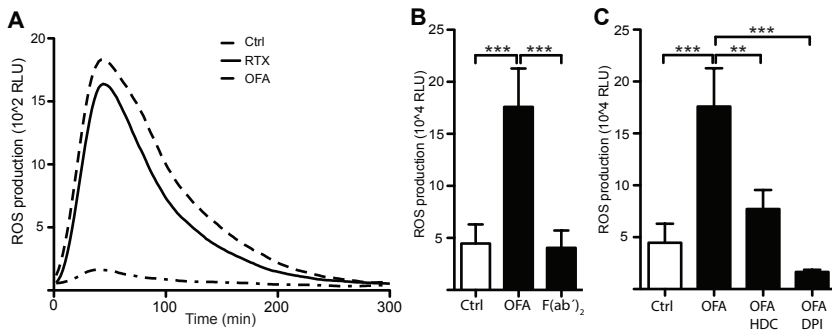 A
ROS production (10^2 RLU)
20
15
10
5
0
100
200
300
Time (min)
Ctrl
RTX
OFA
B
ROS production (10^4 RLU)
25
20
15
10
5
*** ***
Ctrl OFA F(ab´)2
C
ROS production (10^4 RLU)
25
20
15
10
5
***
*** **
Ctrl OFA OFA OFA
HDC DPI